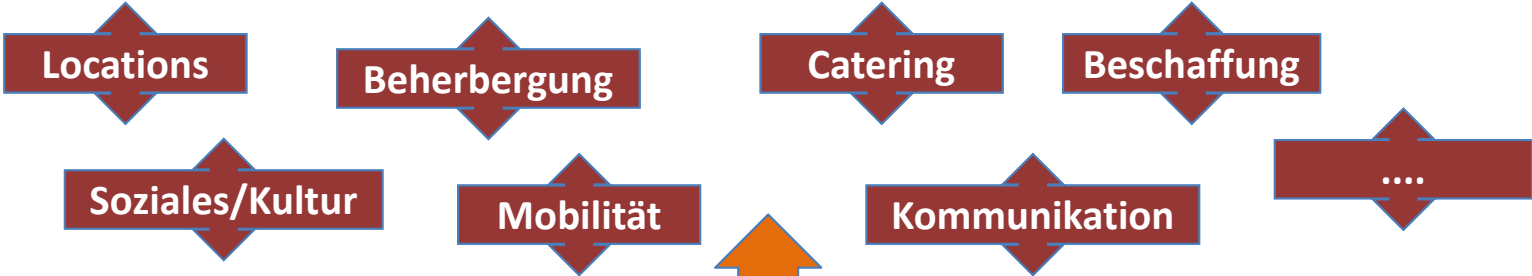 Locations
Beherbergung
Catering
Beschaffung
Soziales/Kultur
Mobilität
Kommunikation
....